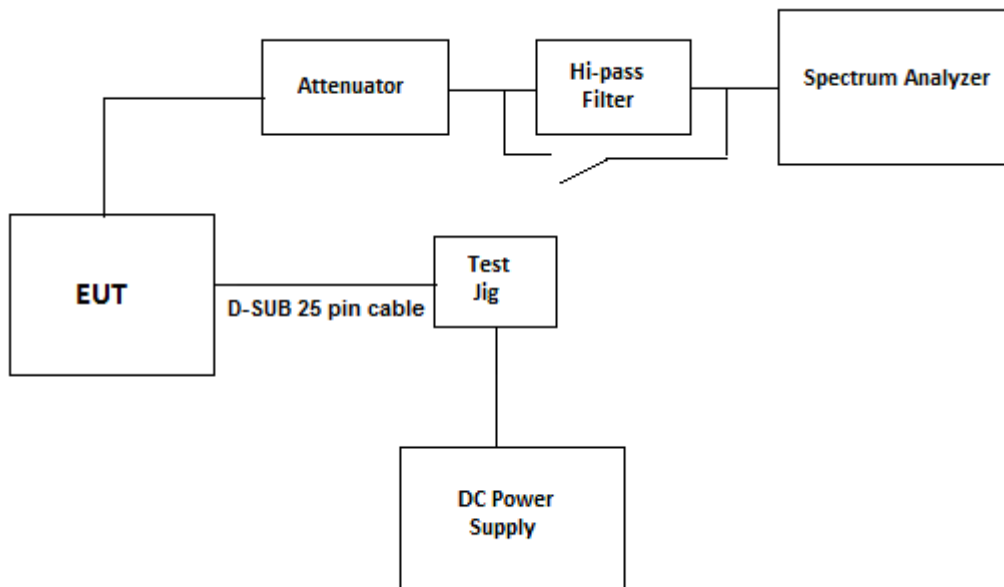 Attenuator
Hi-pass
Filter
Spectrum Analyzer
EUT
D-SUB 25 pin cable
Test
Jig
DC Power
Supply